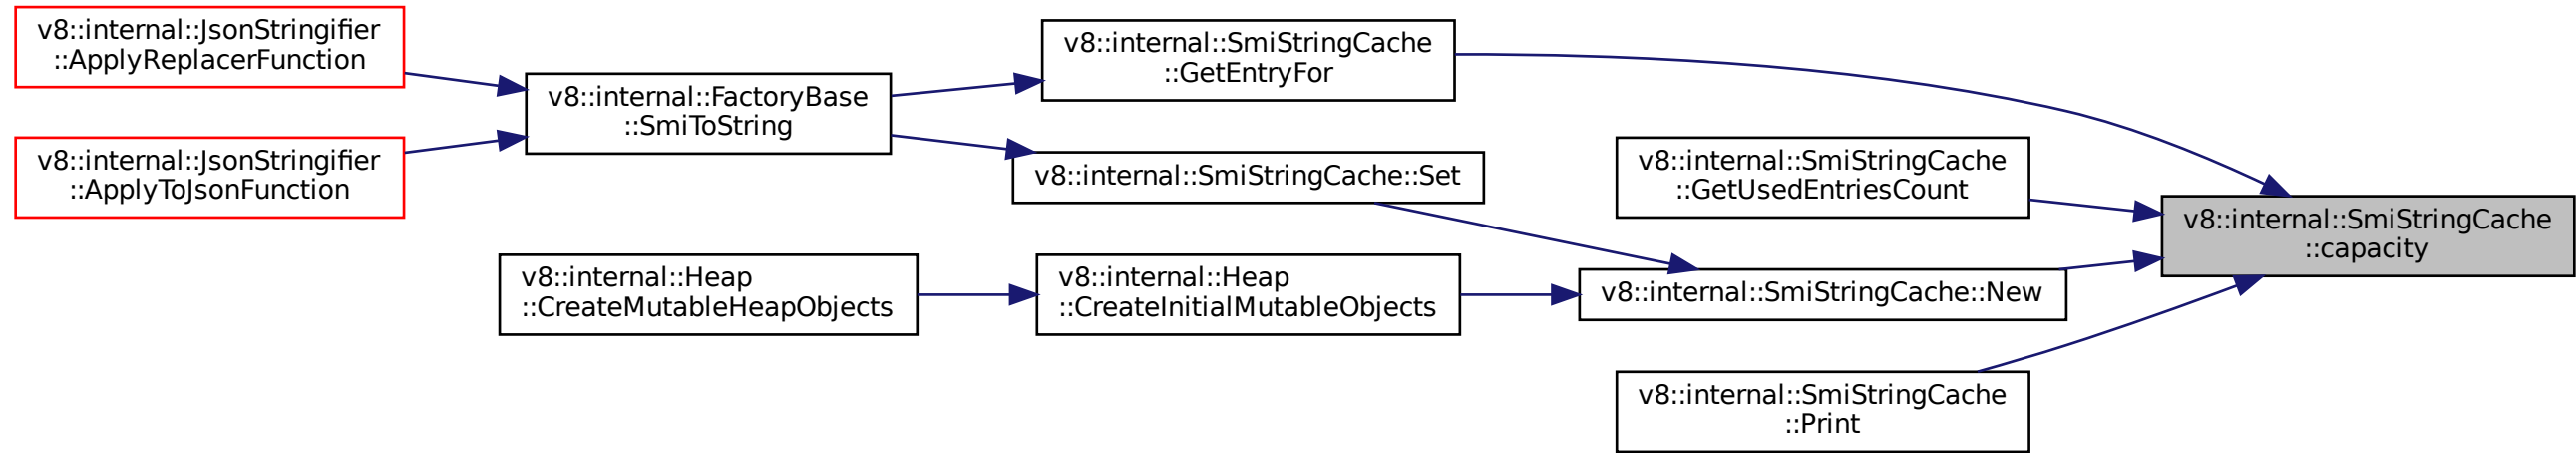 v8::internal::JsonStringifier
::ApplyReplacerFunction
v8::internal::JsonStringifier
::ApplyToJsonFunction
v8::internal::FactoryBase
::SmiToString
v8::internal::Heap
::CreateMutableHeapObjects
v8::internal::SmiStringCache
::GetEntryFor
v8::internal::SmiStringCache::Set
v8::internal::Heap
::CreateInitialMutableObjects
v8::internal::SmiStringCache
::GetUsedEntriesCount
v8::internal::SmiStringCache::New
v8::internal::SmiStringCache
::Print
v8::internal::SmiStringCache
::capacity